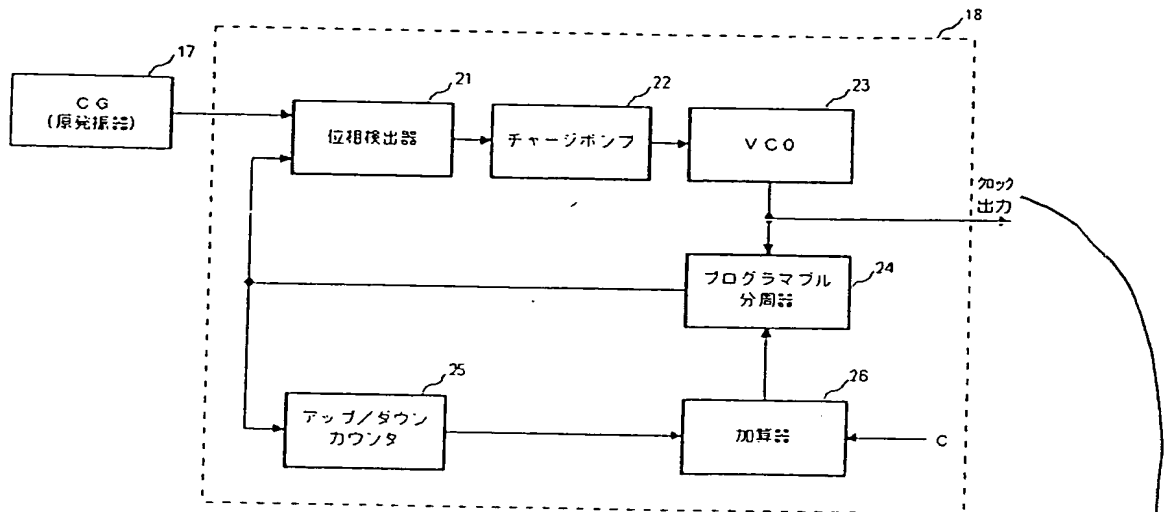 18
17
CG
(原発振器)
21
位相検出器
22
チャージポンプ
23
VCO
クロック
出力
プログラマブル
分周器
24
25
アップ/ダウン
カウンタ
26
加算器
C